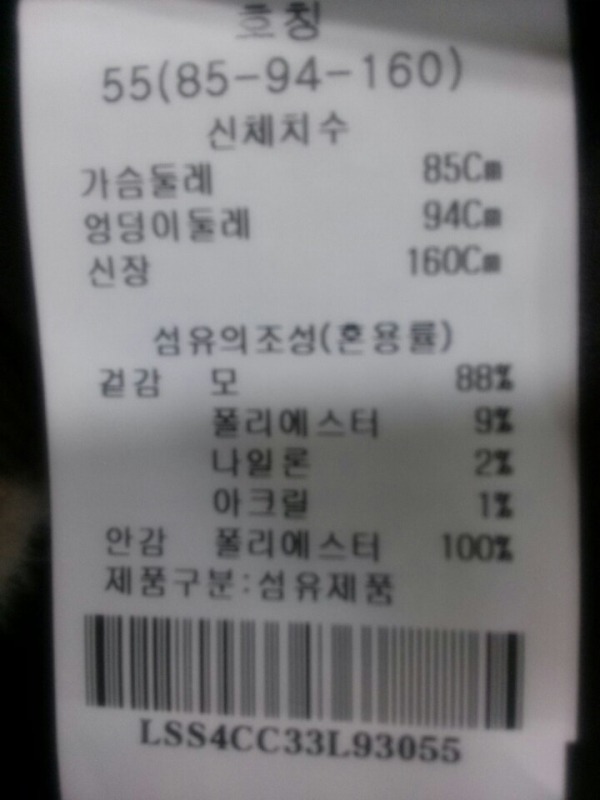 호칭
55(85-94-160)
신체치수
가슴둘레 85Cm
엉덩이둘레 94Cm
신장 160Cm
섬유의조성(혼용률)
겉감 모 88%
폴리에스터 9%
나일론 2%
아크릴 1%
안감 폴리에스터 100%
제품구분:섬유제품
LSS4CC33L93055